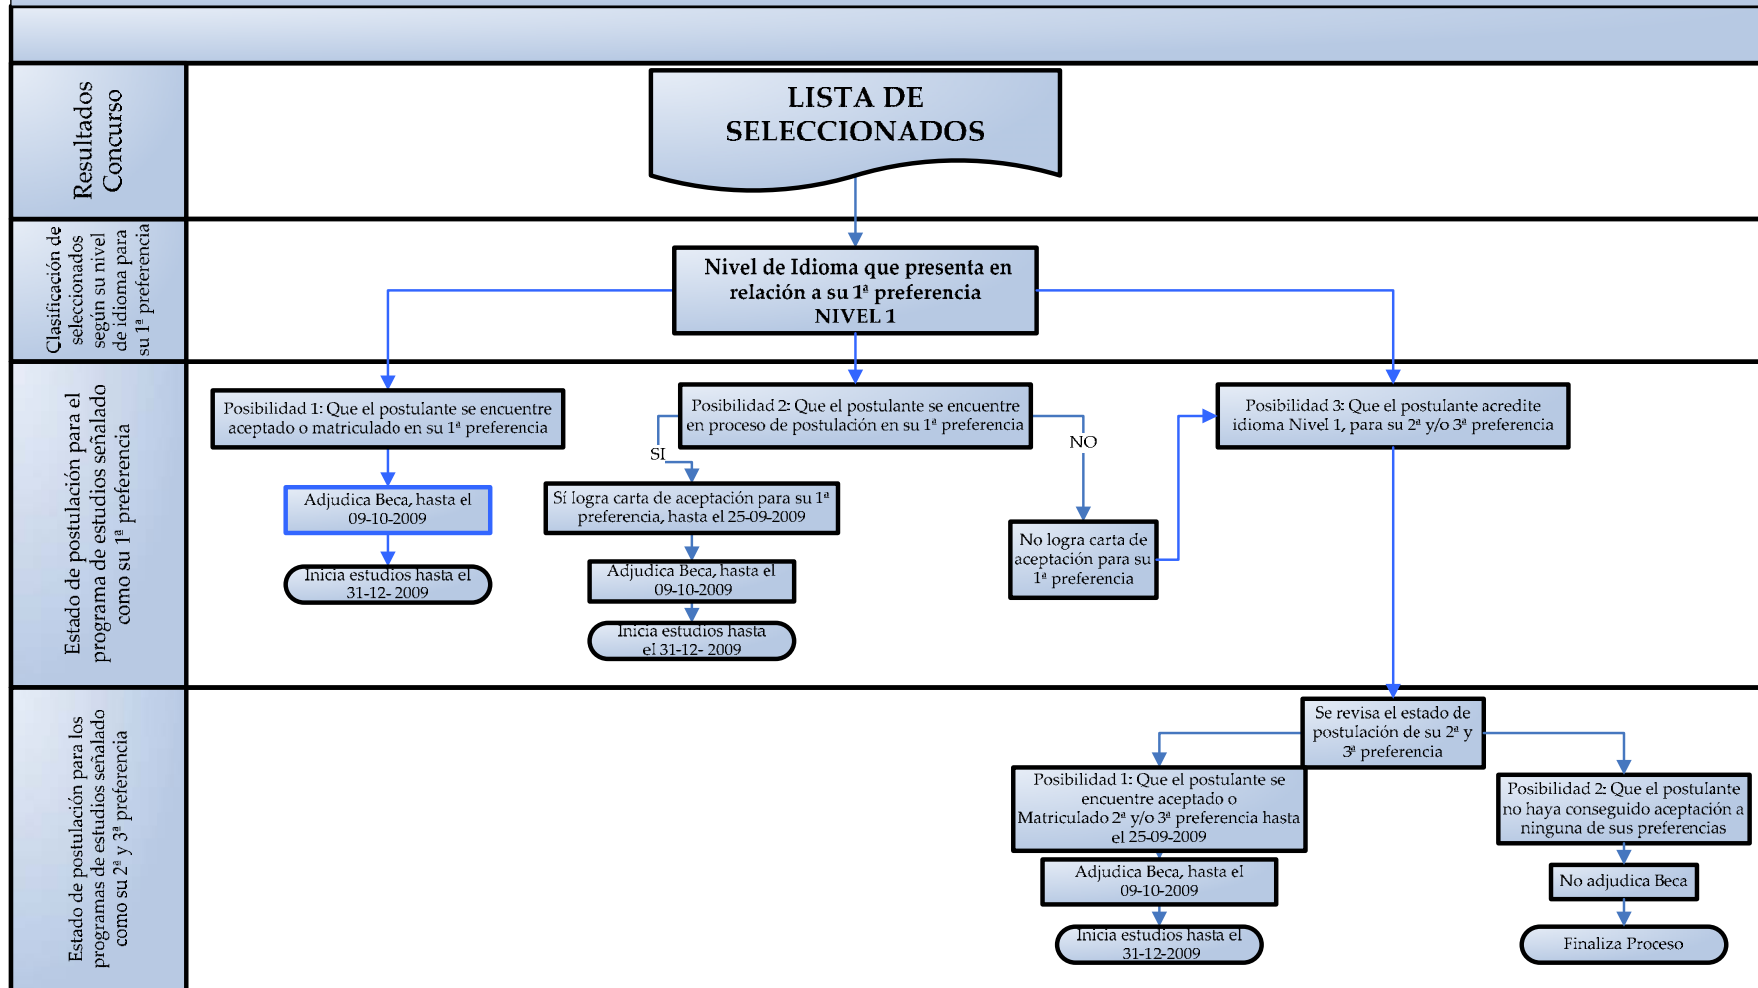 LISTA DE
SELECCIONADOS
Resultados
Concurso
Clasificación de
seleccionados
según su nivel
de idioma para
su 1ª preferencia
Nivel de Idioma que presenta en
relación a su 1ª preferencia
NIVEL 1
Estado de postulación para el
programa de estudios señalado
como su 1ª preferencia
Posibilidad 1: Que el postulante se encuentre
aceptado o matriculado en su 1ª preferencia
Adjudica Beca, hasta el
09-10-2009
Inicia estudios hasta el
31-12- 2009
Posibilidad 2: Que el postulante se encuentre
en proceso de postulación en su 1ª preferencia
SI
NO
Sí logra carta de aceptación para su 1ª
preferencia, hasta el 25-09-2009
Adjudica Beca, hasta el
09-10-2009
Inicia estudios hasta
el 31-12- 2009
No logra carta de
aceptación para su
1ª preferencia
Posibilidad 3: Que el postulante acredite
idioma Nivel 1, para su 2ª y/o 3ª preferencia
Estado de postulación para los
programas de estudios señalado
como su 2ª y 3ª preferencia
Se revisa el estado de
postulación de su 2ª y
3ª preferencia
Posibilidad 1: Que el postulante se
encuentre aceptado o
Matriculado 2ª y/o 3ª preferencia hasta
el 25-09-2009
Adjudica Beca, hasta el
09-10-2009
Inicia estudios hasta el
31-12-2009
Posibilidad 2: Que el postulante
no haya conseguido aceptación a
ninguna de sus preferencias
No adjudica Beca
Finaliza Proceso